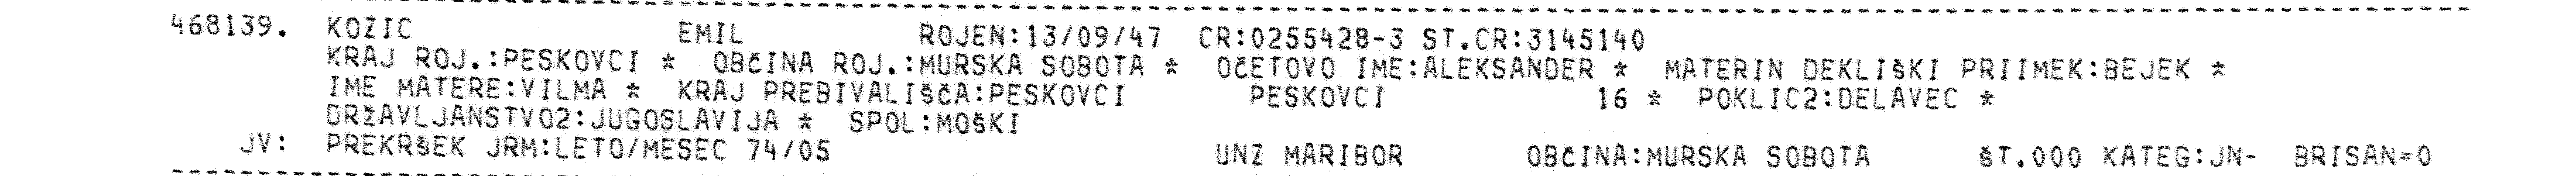 468139. KOZIC EMIL ROJEN:13/09/47 CR:0255428-3 ST.CR:3145140
KRAJ ROJ.:PESKOVCI * OBČINA ROJ.:MURSKA SOBOTA * OČETOVO IME:ALEKSANDER * MATERIN DEKLIŠKI PRIIMEK:BEJEK *
IME MATERE:VILMA * KRAJ PREBIVALIŠČA:PESKOVCI PESKOVCI 16 * POKLIC2:DELAVEC *
DRŽAVLJANSTVO2:JUGOSLAVIJA * SPOL:MOŠKI
JV: PREKRŠEK JRM:LETO/MESEC 74/05 UNZ MARIBOR OBČINA:MURSKA SOBOTA ŠT.000 KATEG:JN- BRISAN=0